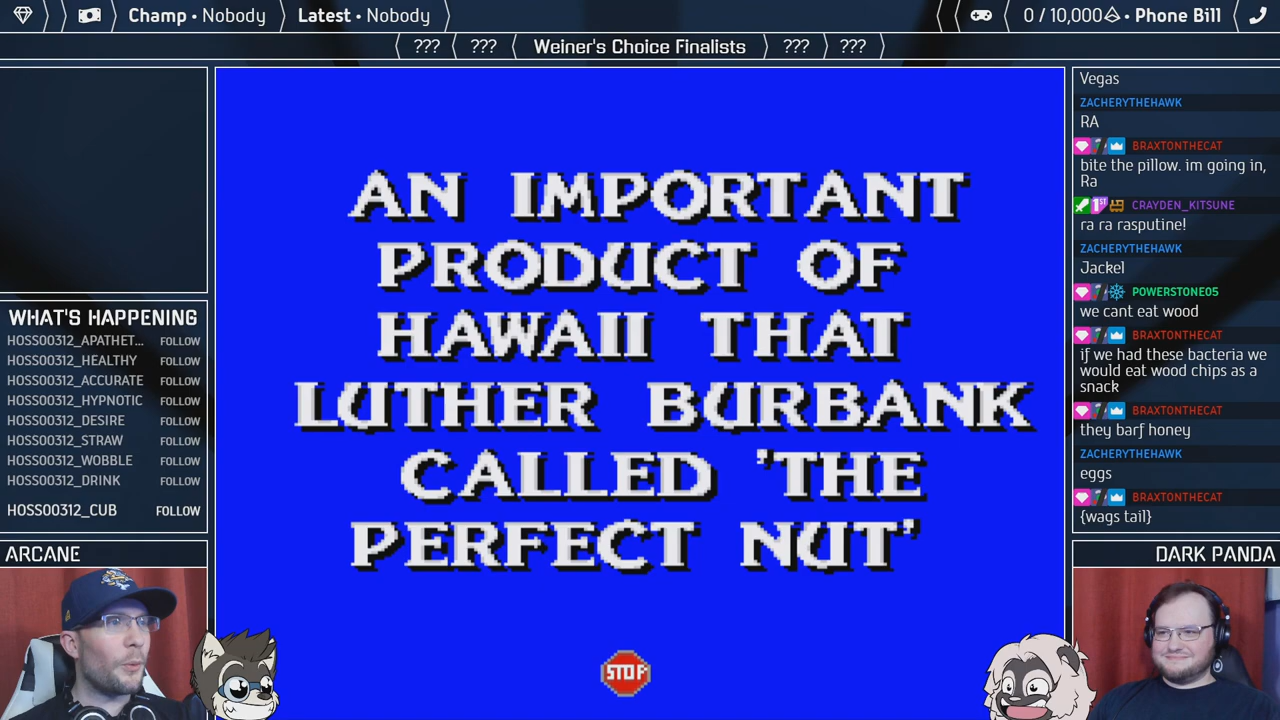 Champ • Nobody
Latest • Nobody
0 / 10,000 • Phone Bill
???
???
Weiner's Choice Finalists
???
???
AN IMPORTANT
PRODUCT OF
HAWAII THAT
LUTHER BURBANK
CALLED 'THE
PERFECT NUT'
STOP
WHAT'S HAPPENING
HOSS00312_APATHET... FOLLOW
HOSS00312_HEALTHY FOLLOW
HOSS00312_ACCURATE FOLLOW
HOSS00312_HYPNOTIC FOLLOW
HOSS00312_DESIRE FOLLOW
HOSS00312_STRAW FOLLOW
HOSS00312_WOBBLE FOLLOW
HOSS00312_DRINK FOLLOW
HOSS00312_CUB FOLLOW
ARCANE
Vegas
ZACHERYTHEHAWK
RA
BRAXTONTHECAT
bite the pillow. im going in,
Ra
CRAYDEN_KITSUNE
ra ra rasputine!
ZACHERYTHEHAWK
Jackel
POWERSTONE05
we cant eat wood
BRAXTONTHECAT
if we had these bacteria we
would eat wood chips as a
snack
BRAXTONTHECAT
they barf honey
ZACHERYTHEHAWK
eggs
BRAXTONTHECAT
{wags tail}
DARK PANDA